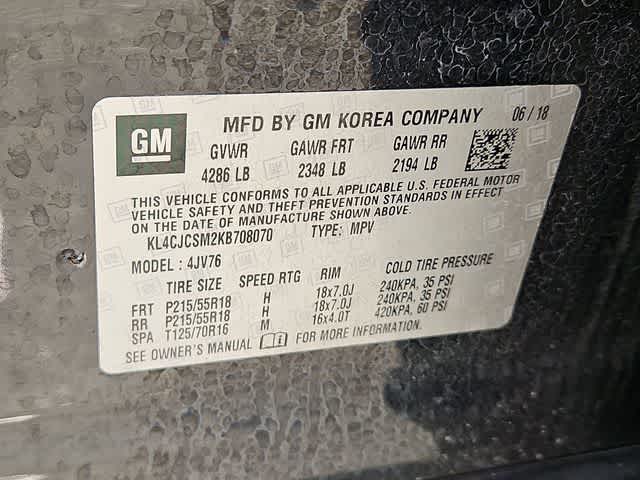 GM
MFD BY GM KOREA COMPANY 06/18
GVWR GAWR FRT GAWR RR
4286 LB 2348 LB 2194 LB
THIS VEHICLE CONFORMS TO ALL APPLICABLE U.S. FEDERAL MOTOR
VEHICLE SAFETY AND THEFT PREVENTION STANDARDS IN EFFECT
ON THE DATE OF MANUFACTURE SHOWN ABOVE.
KL4CJCSM2KB708070 TYPE: MPV
MODEL: 4JV76
TIRE SIZE SPEED RTG RIM COLD TIRE PRESSURE
FRT P215/55R18 H 18x7.0J 240KPA, 35 PSI
RR P215/55R18 H 18x7.0J 240KPA, 35 PSI
SPA T125/70R16 M 16x4.0T 420KPA, 60 PSI
SEE OWNER'S MANUAL FOR MORE INFORMATION.